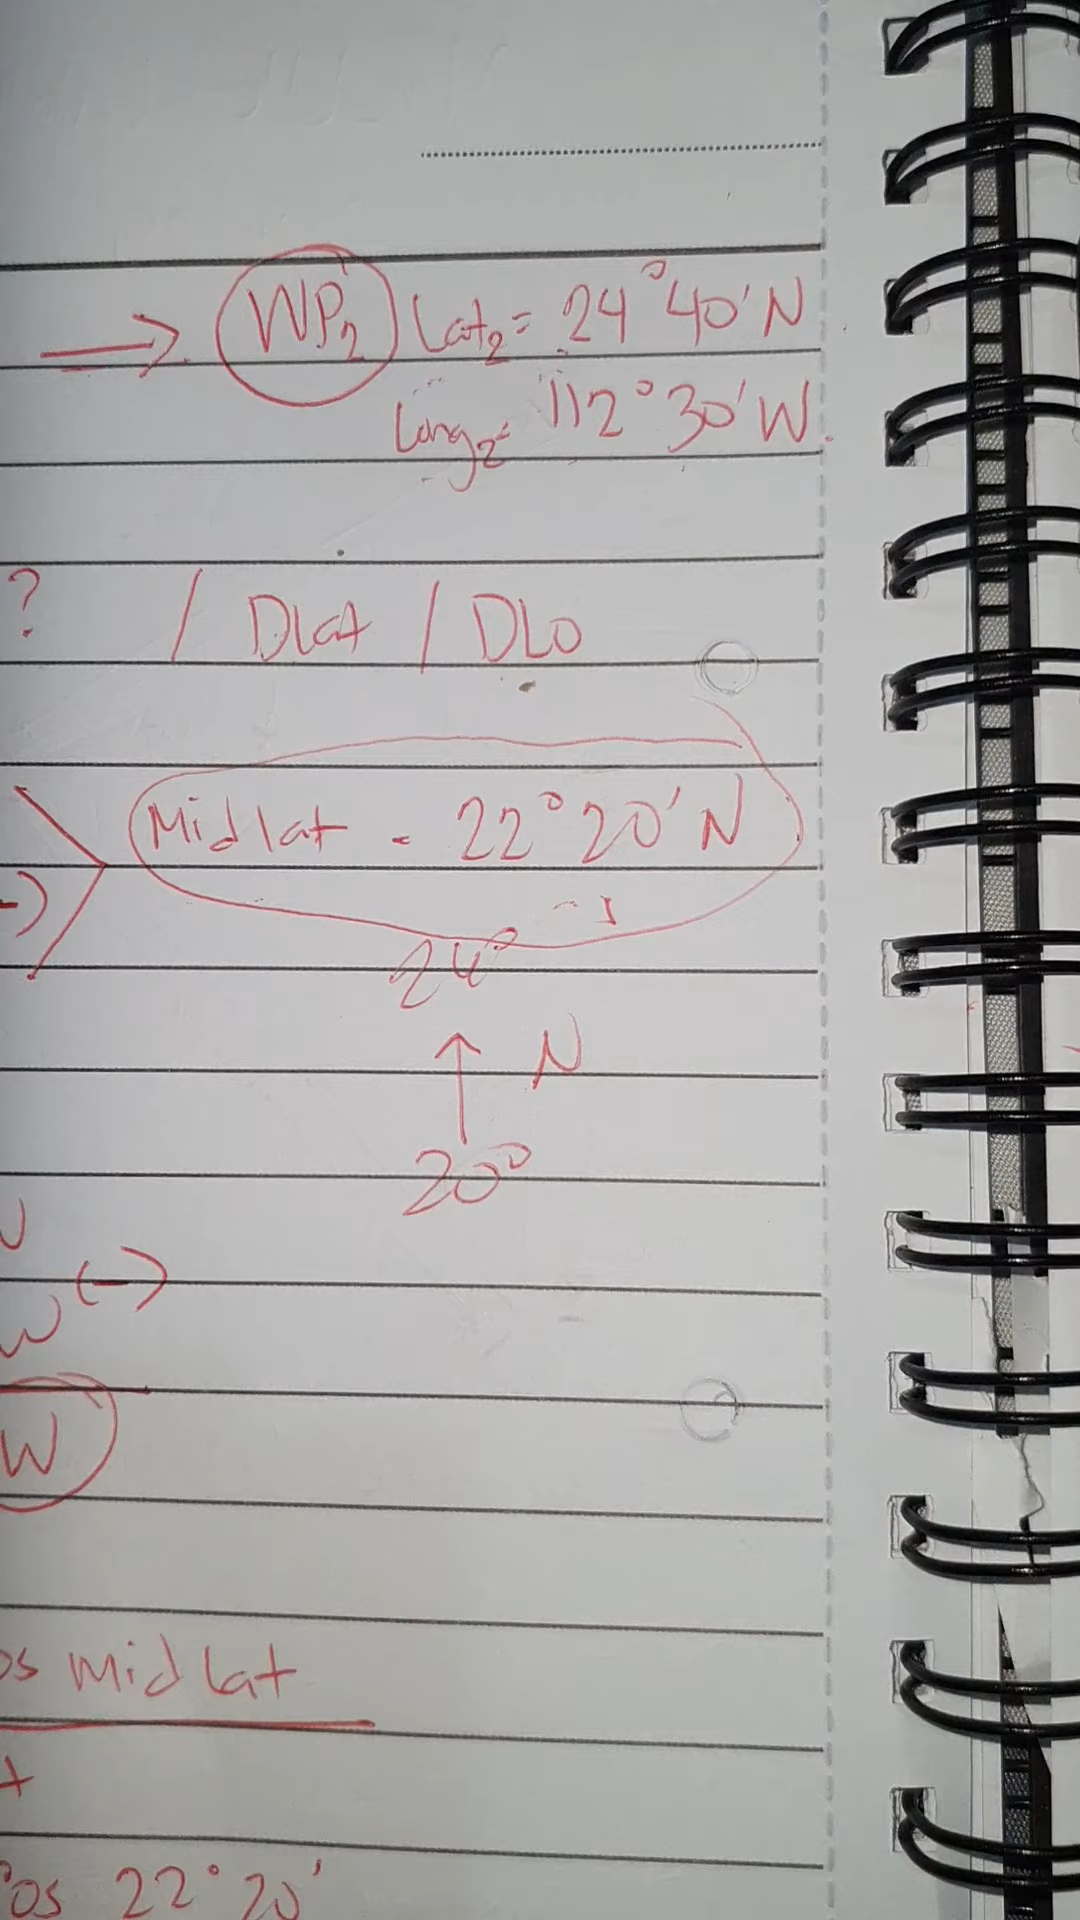 WP₂ Lat₂ = 24°40'N
Long₂ = 112°30'W.
? / DLat / DLO
Mid lat = 22°20'N
-)
24°
N
20°
W (-)
W
os mid lat
+
os 22°20'